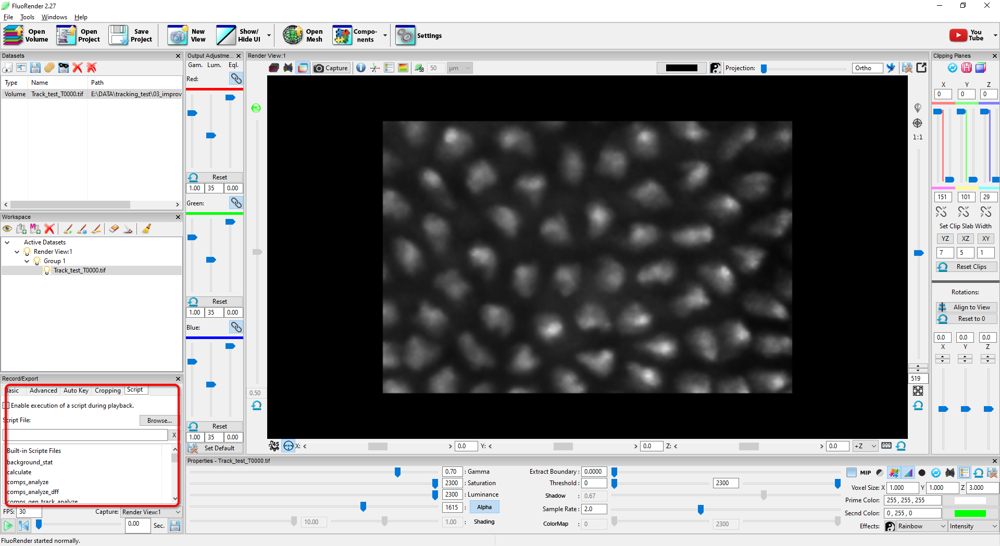 FluoRender 2.27
File Tools Windows Help
Open Volume
Open Project
Save Project
New View
Show/ Hide UI
Open Mesh
Compo- nents
Settings
You Tube
Datasets
Type Name Path
Volume Track_test_T0000.tif E:\DATA\tracking_test\03_improv
Workspace
Active Datasets
Render View:1
Group 1
Track_test_T0000.tif
Record/Export
Basic Advanced Auto Key Cropping Script
Enable execution of a script during playback.
Script File:
Browse...
X
Built-in Scripte Files
background_stat
calculate
comps_analyze
comps_analyze_dff
comps_gen_track_analyze
FPS: 30 Capture: Render View:1
0.00 Sec.
FluoRender started normally.
Output Adjustme...
Gam. Lum. Eql.
Red:
Reset
1.00 35 0.00
Green:
Reset
1.00 35 0.00
Blue:
Reset
1.00 35 0.00
Set Default
Render View:1
Capture SB 50 µm Projection: Ortho
0.50
1:1
519
45 X: 0.0 Y: 0.0 Z: 0.0 +Z 000
Properties - Track_test_T0000.tif
0.70 : Gamma
2300 : Saturation
2300 : Luminance
1615 : Alpha
10.00 1.00 : Shading
Extract Boundary : 0.0000
Threshold : 0 2300
Shadow : 0.67
Sample Rate : 2.0
ColorMap : 0 2300
MIP
Voxel Size: X 1.000 Y 1.000 Z 3.000
Prime Color: 255 , 255 , 255
Secnd Color: 0 , 255 , 0
Effects: Rainbow Intensity
Clipping Planes
X Y Z
0 0 0
151 101 29
Set Clip Slab Width
YZ XZ XY
7 5 1
Reset Clips
Rotations:
Align to View
Reset to 0
0.0 0.0 0.0
X Y Z